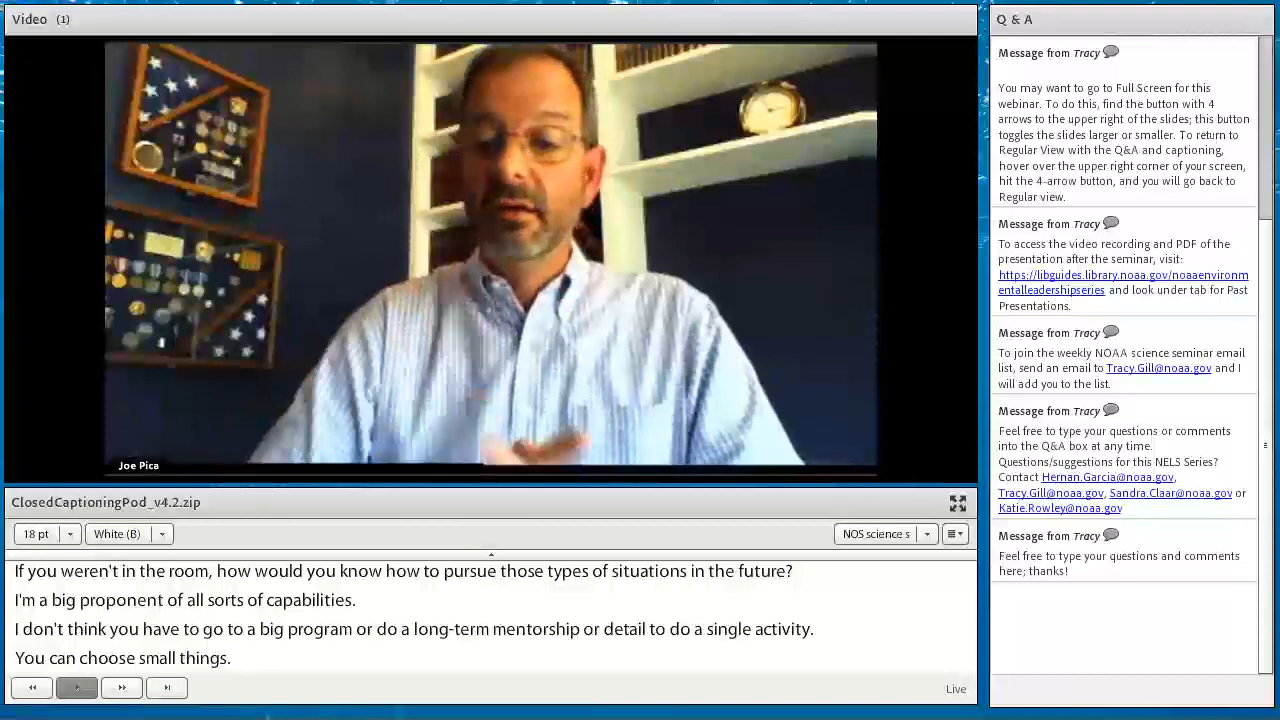 Video (1)
Joe Pica
ClosedCaptioningPod_v4.2.zip
18 pt
White (B)
NOS science s
If you weren't in the room, how would you know how to pursue those types of situations in the future?
I'm a big proponent of all sorts of capabilities.
I don't think you have to go to a big program or do a long-term mentorship or detail to do a single activity.
You can choose small things.
Live
Q & A
Message from Tracy
You may want to go to Full Screen for this
webinar. To do this, find the button with 4
arrows to the upper right of the slides; this button
toggles the slides larger or smaller. To return to
Regular View with the Q&A and captioning,
hover over the upper right corner of your screen,
hit the 4-arrow button, and you will go back to
Regular view.
Message from Tracy
To access the video recording and PDF of the
presentation after the seminar, visit:
https://libguides.library.noaa.gov/noaaenvironm
entalleadershipseries and look under tab for Past
Presentations.
Message from Tracy
To join the weekly NOAA science seminar email
list, send an email to Tracy.Gill@noaa.gov and I
will add you to the list.
Message from Tracy
Feel free to type your questions or comments
into the Q&A box at any time.
Questions/suggestions for this NELS Series?
Contact Hernan.Garcia@noaa.gov,
Tracy.Gill@noaa.gov, Sandra.Claar@noaa.gov or
Katie.Rowley@noaa.gov
Message from Tracy
Feel free to type your questions and comments
here; thanks!